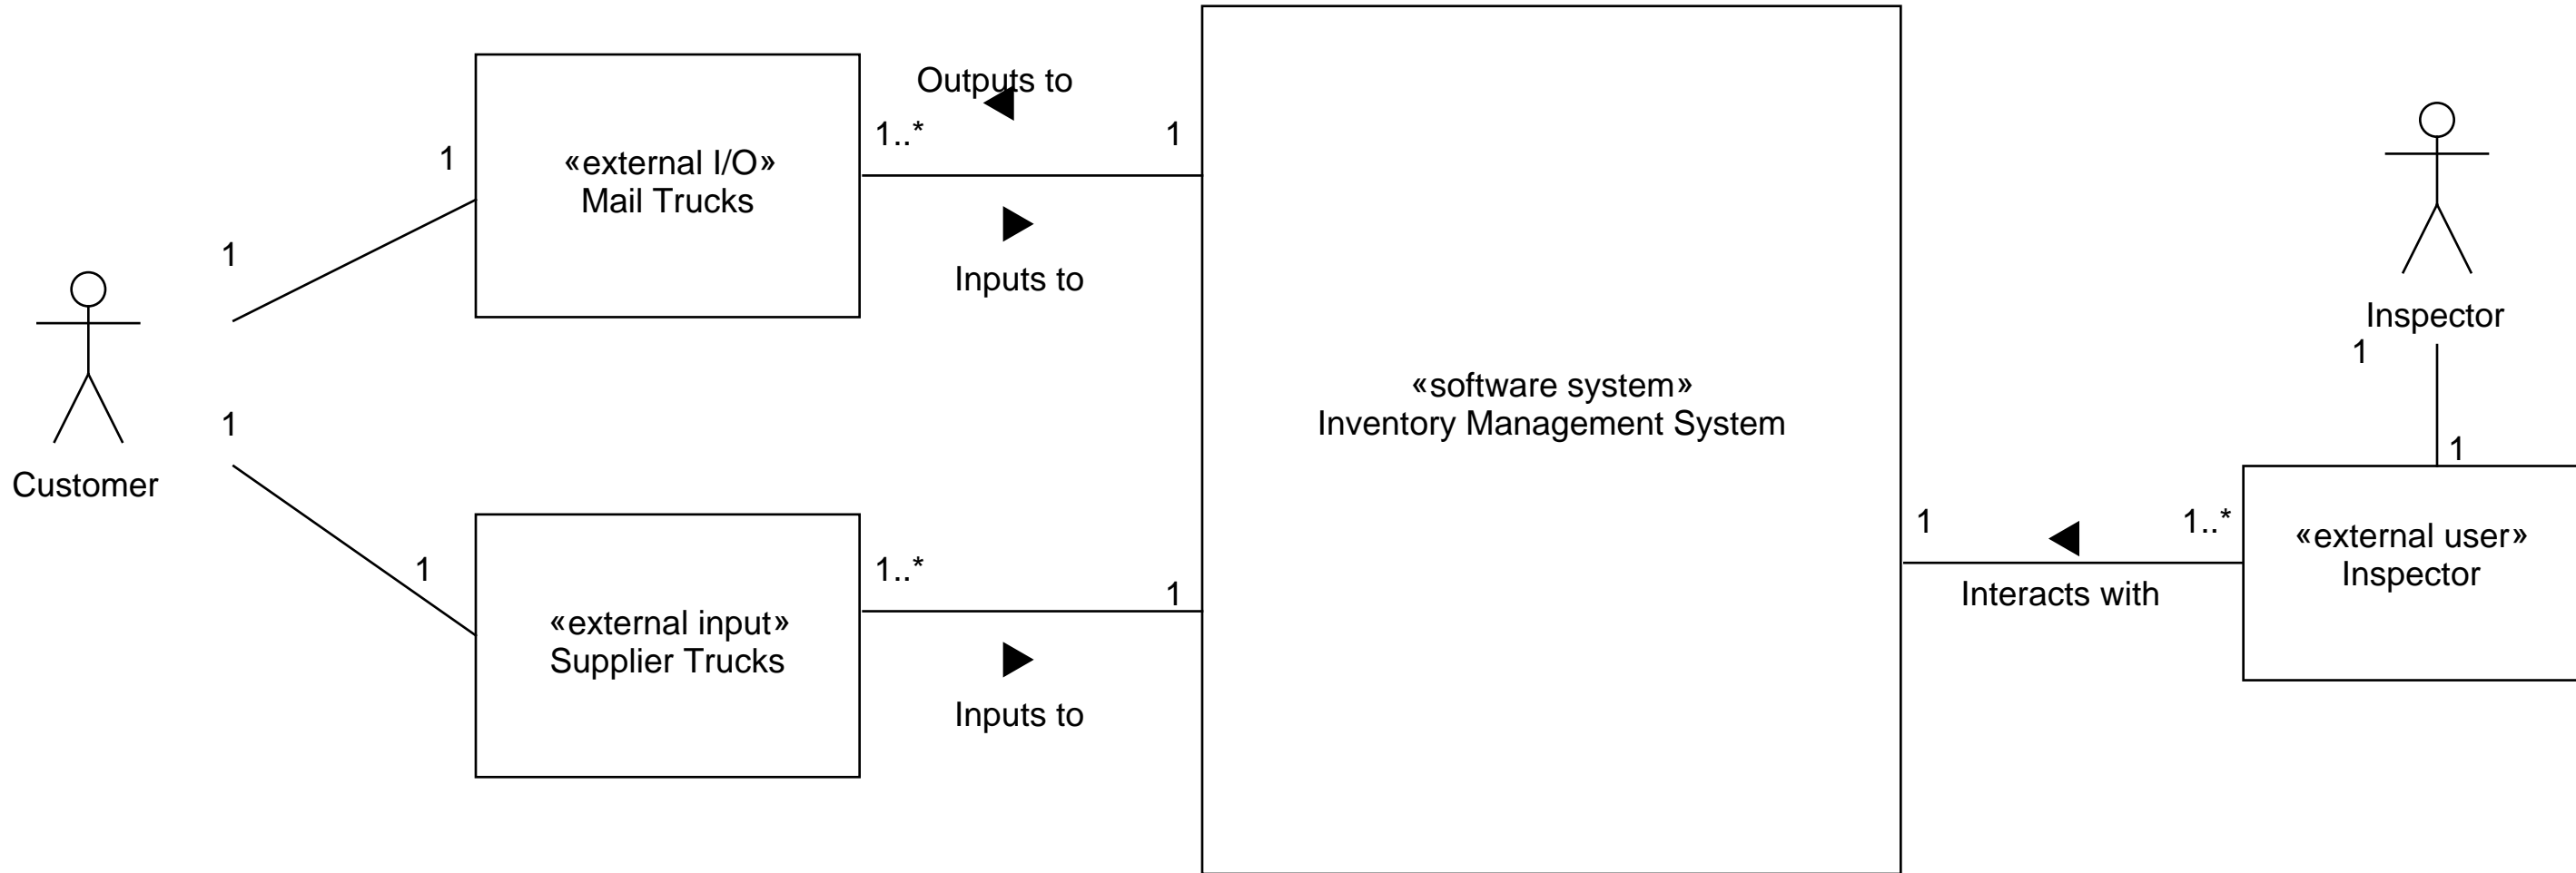 Outputs to
1..*
1
1
«external I/O»
Mail Trucks
1
Inputs to
Customer
1
1
«external input»
Supplier Trucks
1..*
1
Inputs to
«software system»
Inventory Management System
Inspector
1
1
1
1..*
Interacts with
«external user»
Inspector